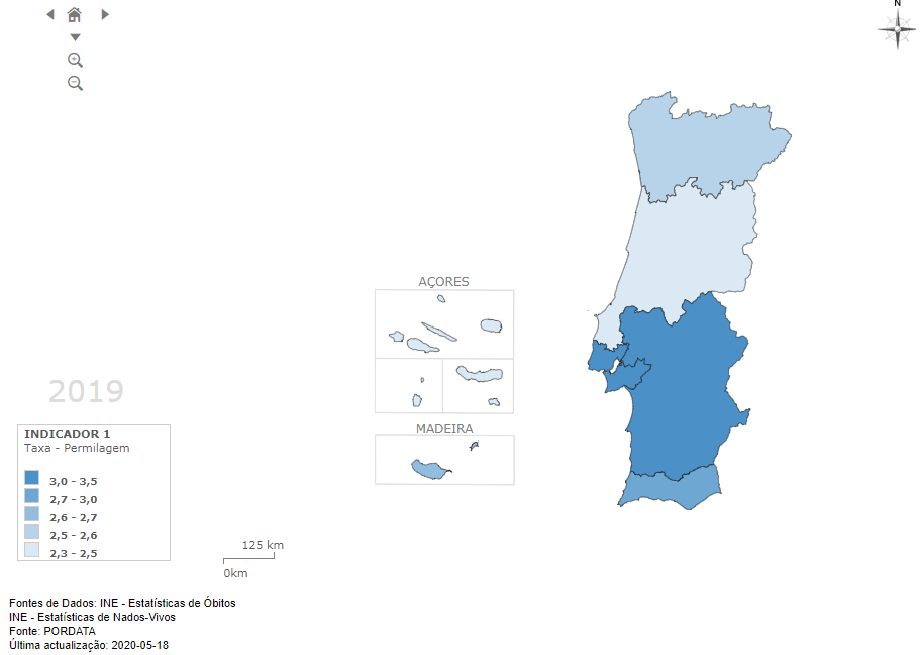 N
AÇORES
MADEIRA
2019
INDICADOR 1
Taxa - Permilagem
3,0 - 3,5
2,7 - 3,0
2,6 - 2,7
2,5 - 2,6
2,3 - 2,5
125 km
0km
Fontes de Dados: INE - Estatísticas de Óbitos
INE - Estatísticas de Nados-Vivos
Fonte: PORDATA
Última actualização: 2020-05-18